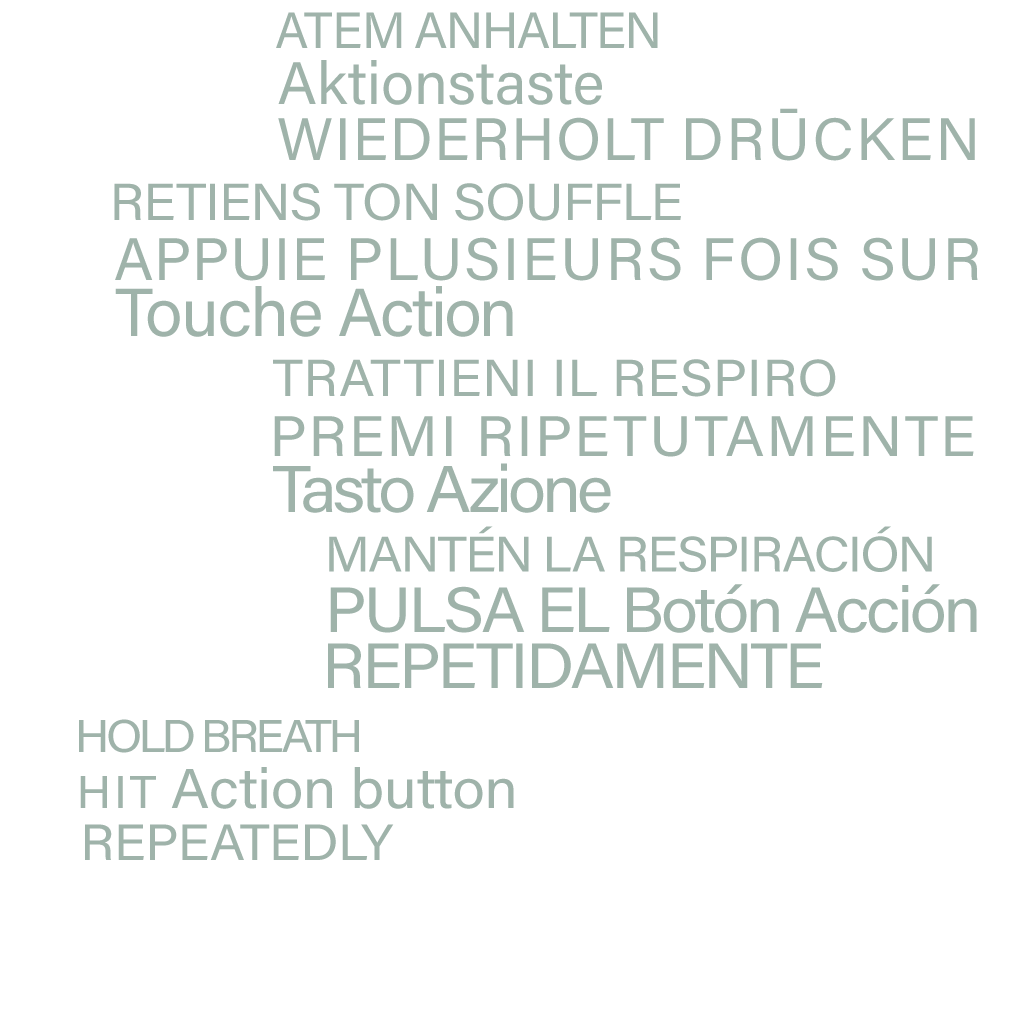 ATEM ANHALTEN
Aktionstaste
WIEDERHOLT DRŪCKEN
RETIENS TON SOUFFLE
APPUIE PLUSIEURS FOIS SUR
Touche Action
TRATTIENI IL RESPIRO
PREMI RIPETUTAMENTE
Tasto Azione
MANTÉN LA RESPIRACIÓN
PULSA EL Botón Acción
REPETIDAMENTE
HOLD BREATH
HIT Action button
REPEATEDLY